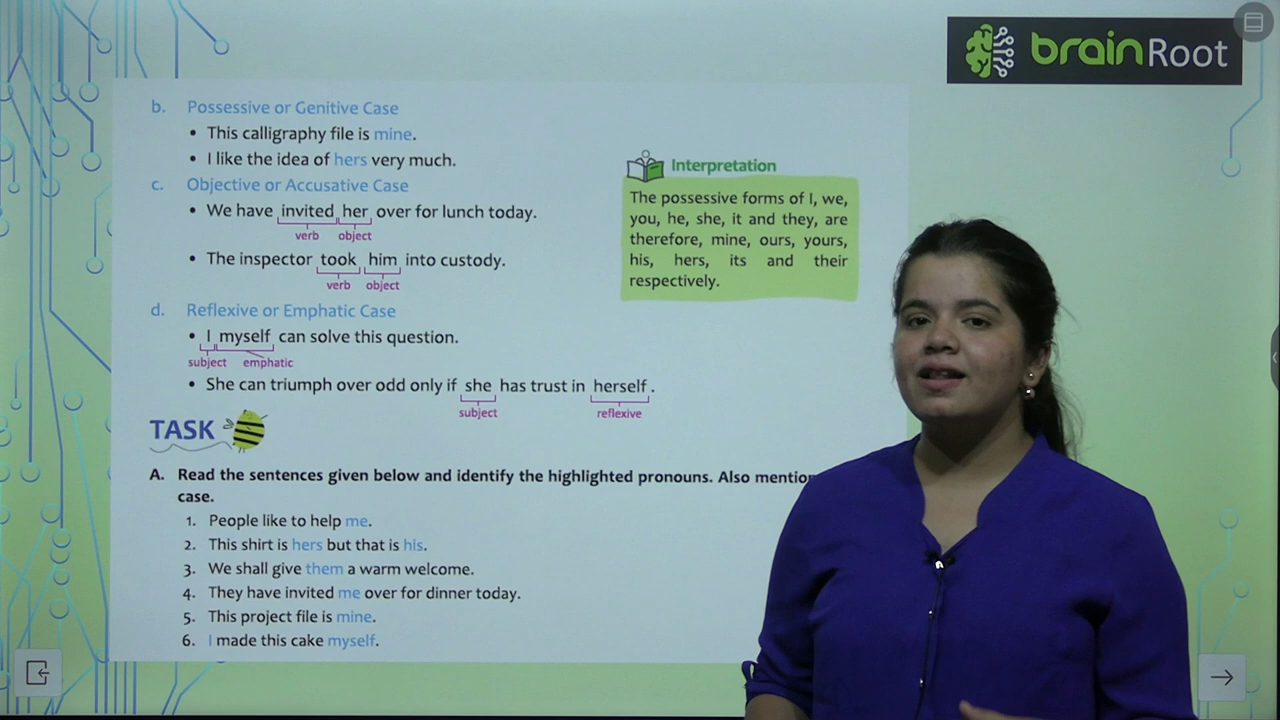 brainRoot
b. Possessive or Genitive Case
• This calligraphy file is mine.
• I like the idea of hers very much.
c. Objective or Accusative Case
• We have invited her over for lunch today.
verb object
• The inspector took him into custody.
verb object
d. Reflexive or Emphatic Case
• I myself can solve this question.
subject emphatic
• She can triumph over odd only if she has trust in herself.
subject reflexive
Interpretation
The possessive forms of I, we,
you, he, she, it and they, are
therefore, mine, ours, yours,
his, hers, its and their
respectively.
TASK
A. Read the sentences given below and identify the highlighted pronouns. Also mention
case.
1. People like to help me.
2. This shirt is hers but that is his.
3. We shall give them a warm welcome.
4. They have invited me over for dinner today.
5. This project file is mine.
6. I made this cake myself.